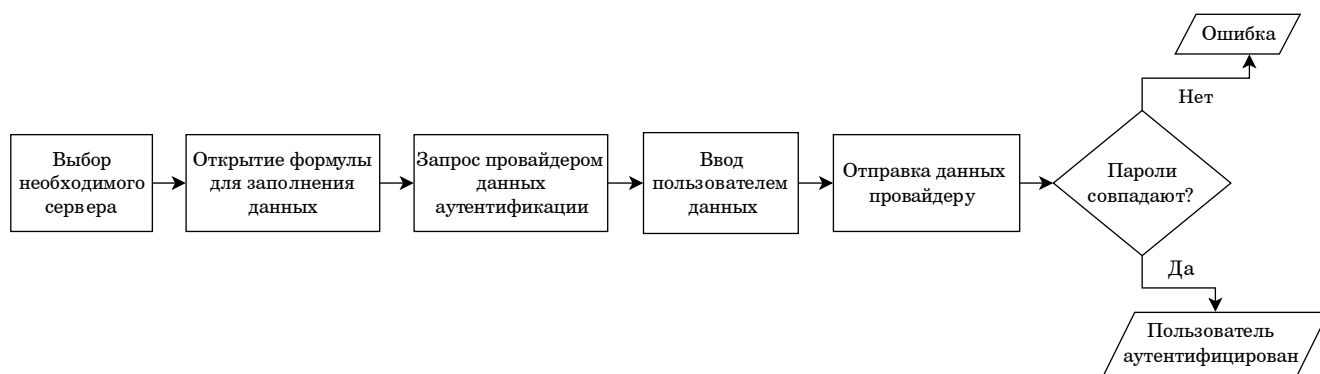 Выбор
необходимого
сервера
Открытие формулы
для заполнения
данных
Запрос провайдером
данных
аутентификации
Ввод
пользователем
данных
Отправка данных
провайдеру
Пароли
совпадают?
Нет
Ошибка
Да
Пользователь
аутентифицирован